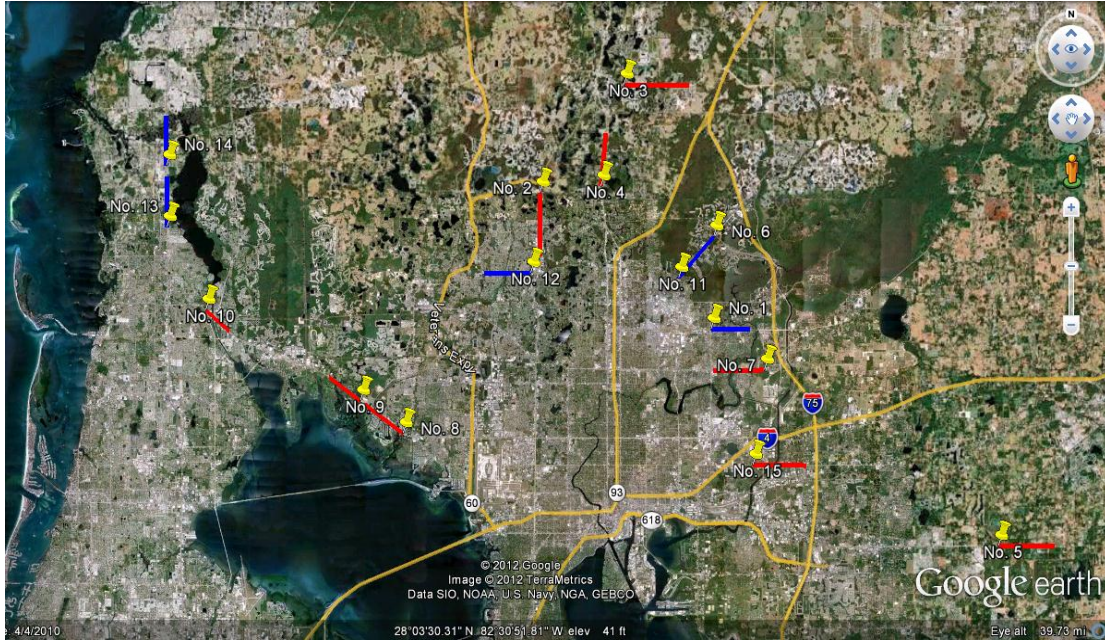 N
No. 3
No. 14
No. 2
No. 4
No. 13
No. 6
No. 12
No. 11
No. 10
No. 1
Veterans Expy
No. 7
No. 9
75
No. 8
4
No. 15
60
93
618
No. 5
© 2012 Google
Image © 2012 TerraMetrics
Data SIO, NOAA, U.S. Navy, NGA, GEBCO
Google earth
4/4/2010
28°03'30.31" N 82°30'51.81" W elev 41 ft
Eye alt 39.73 mi